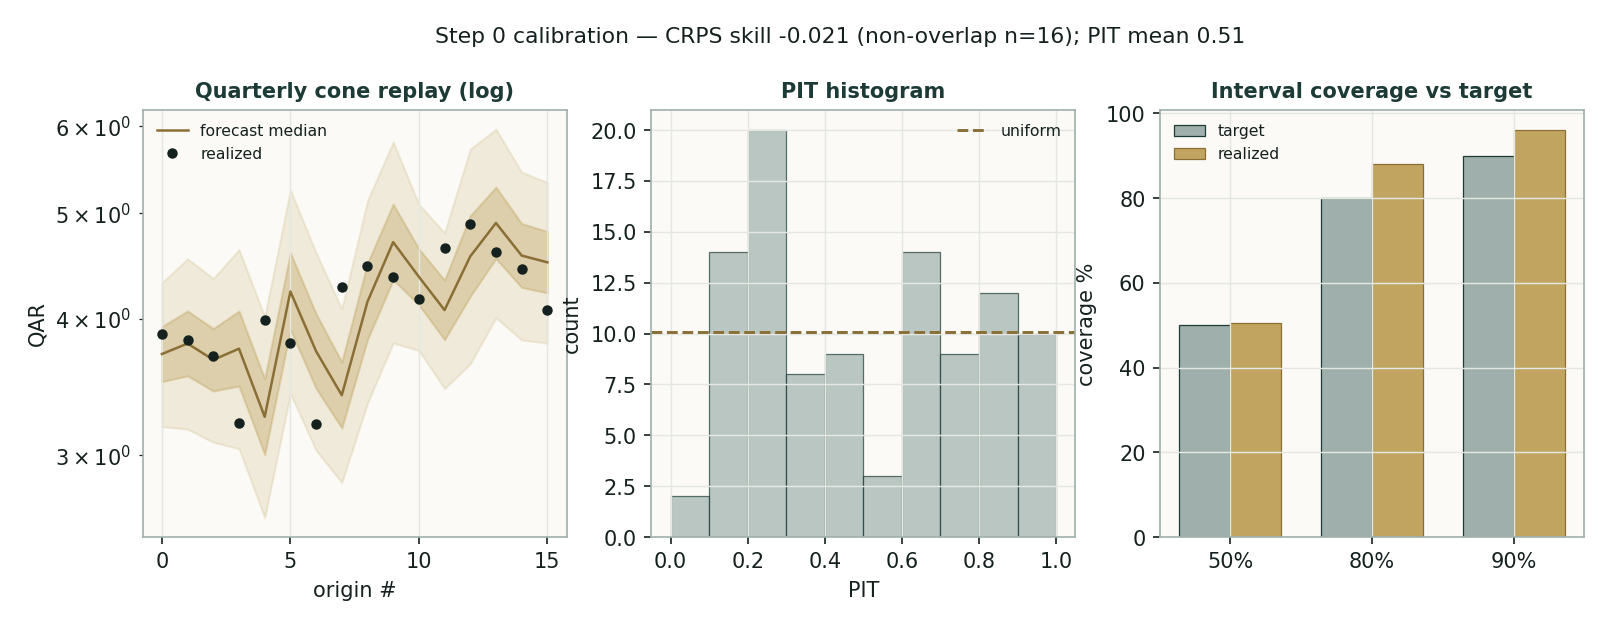 Step 0 calibration — CRPS skill -0.021 (non-overlap n=16); PIT mean 0.51
Quarterly cone replay (log)
forecast median
realized
6 × 10⁰
5 × 10⁰
4 × 10⁰
3 × 10⁰
QAR
0
5
10
15
origin #
PIT histogram
uniform
20.0
17.5
15.0
12.5
10.0
7.5
5.0
2.5
0.0
count
0.0
0.2
0.4
0.6
0.8
1.0
PIT
Interval coverage vs target
target
realized
100
80
60
40
20
0
coverage %
50%
80%
90%